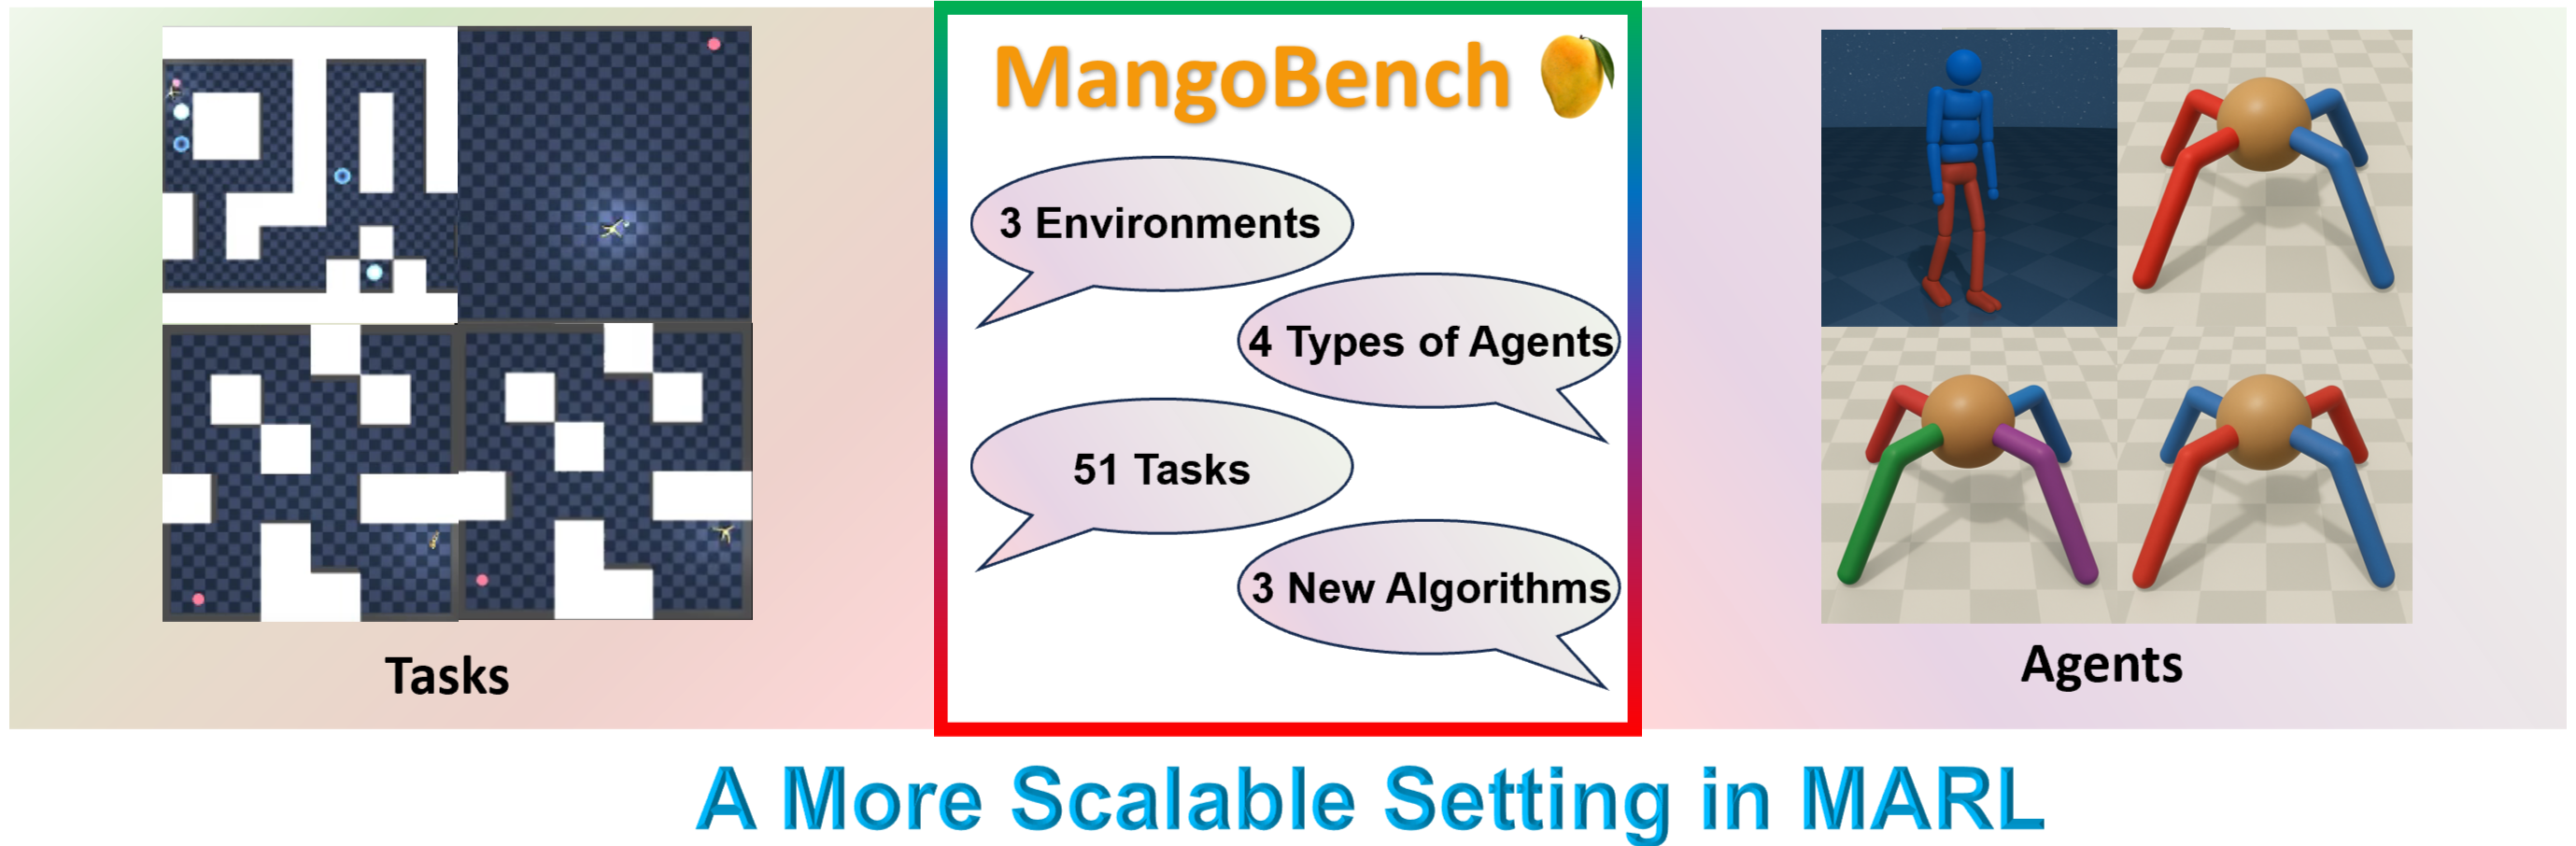 MangoBench
3 Environments
4 Types of Agents
51 Tasks
3 New Algorithms
Tasks
Agents
A More Scalable Setting in MARL